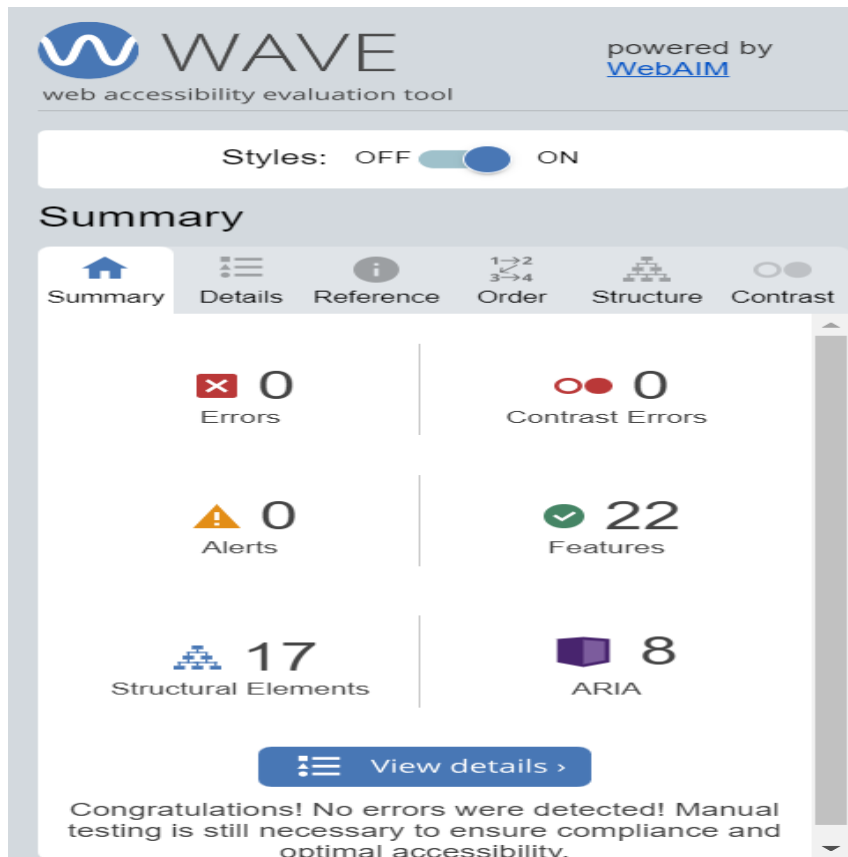 WAVE
powered by
WebAIM
web accessibility evaluation tool
Styles: OFF ON
Summary
1→2
3→4
Summary Details Reference Order Structure Contrast
0 0
Errors Contrast Errors
0 22
Alerts Features
17 8
Structural Elements ARIA
View details ›
Congratulations! No errors were detected! Manual
testing is still necessary to ensure compliance and
optimal accessibility.